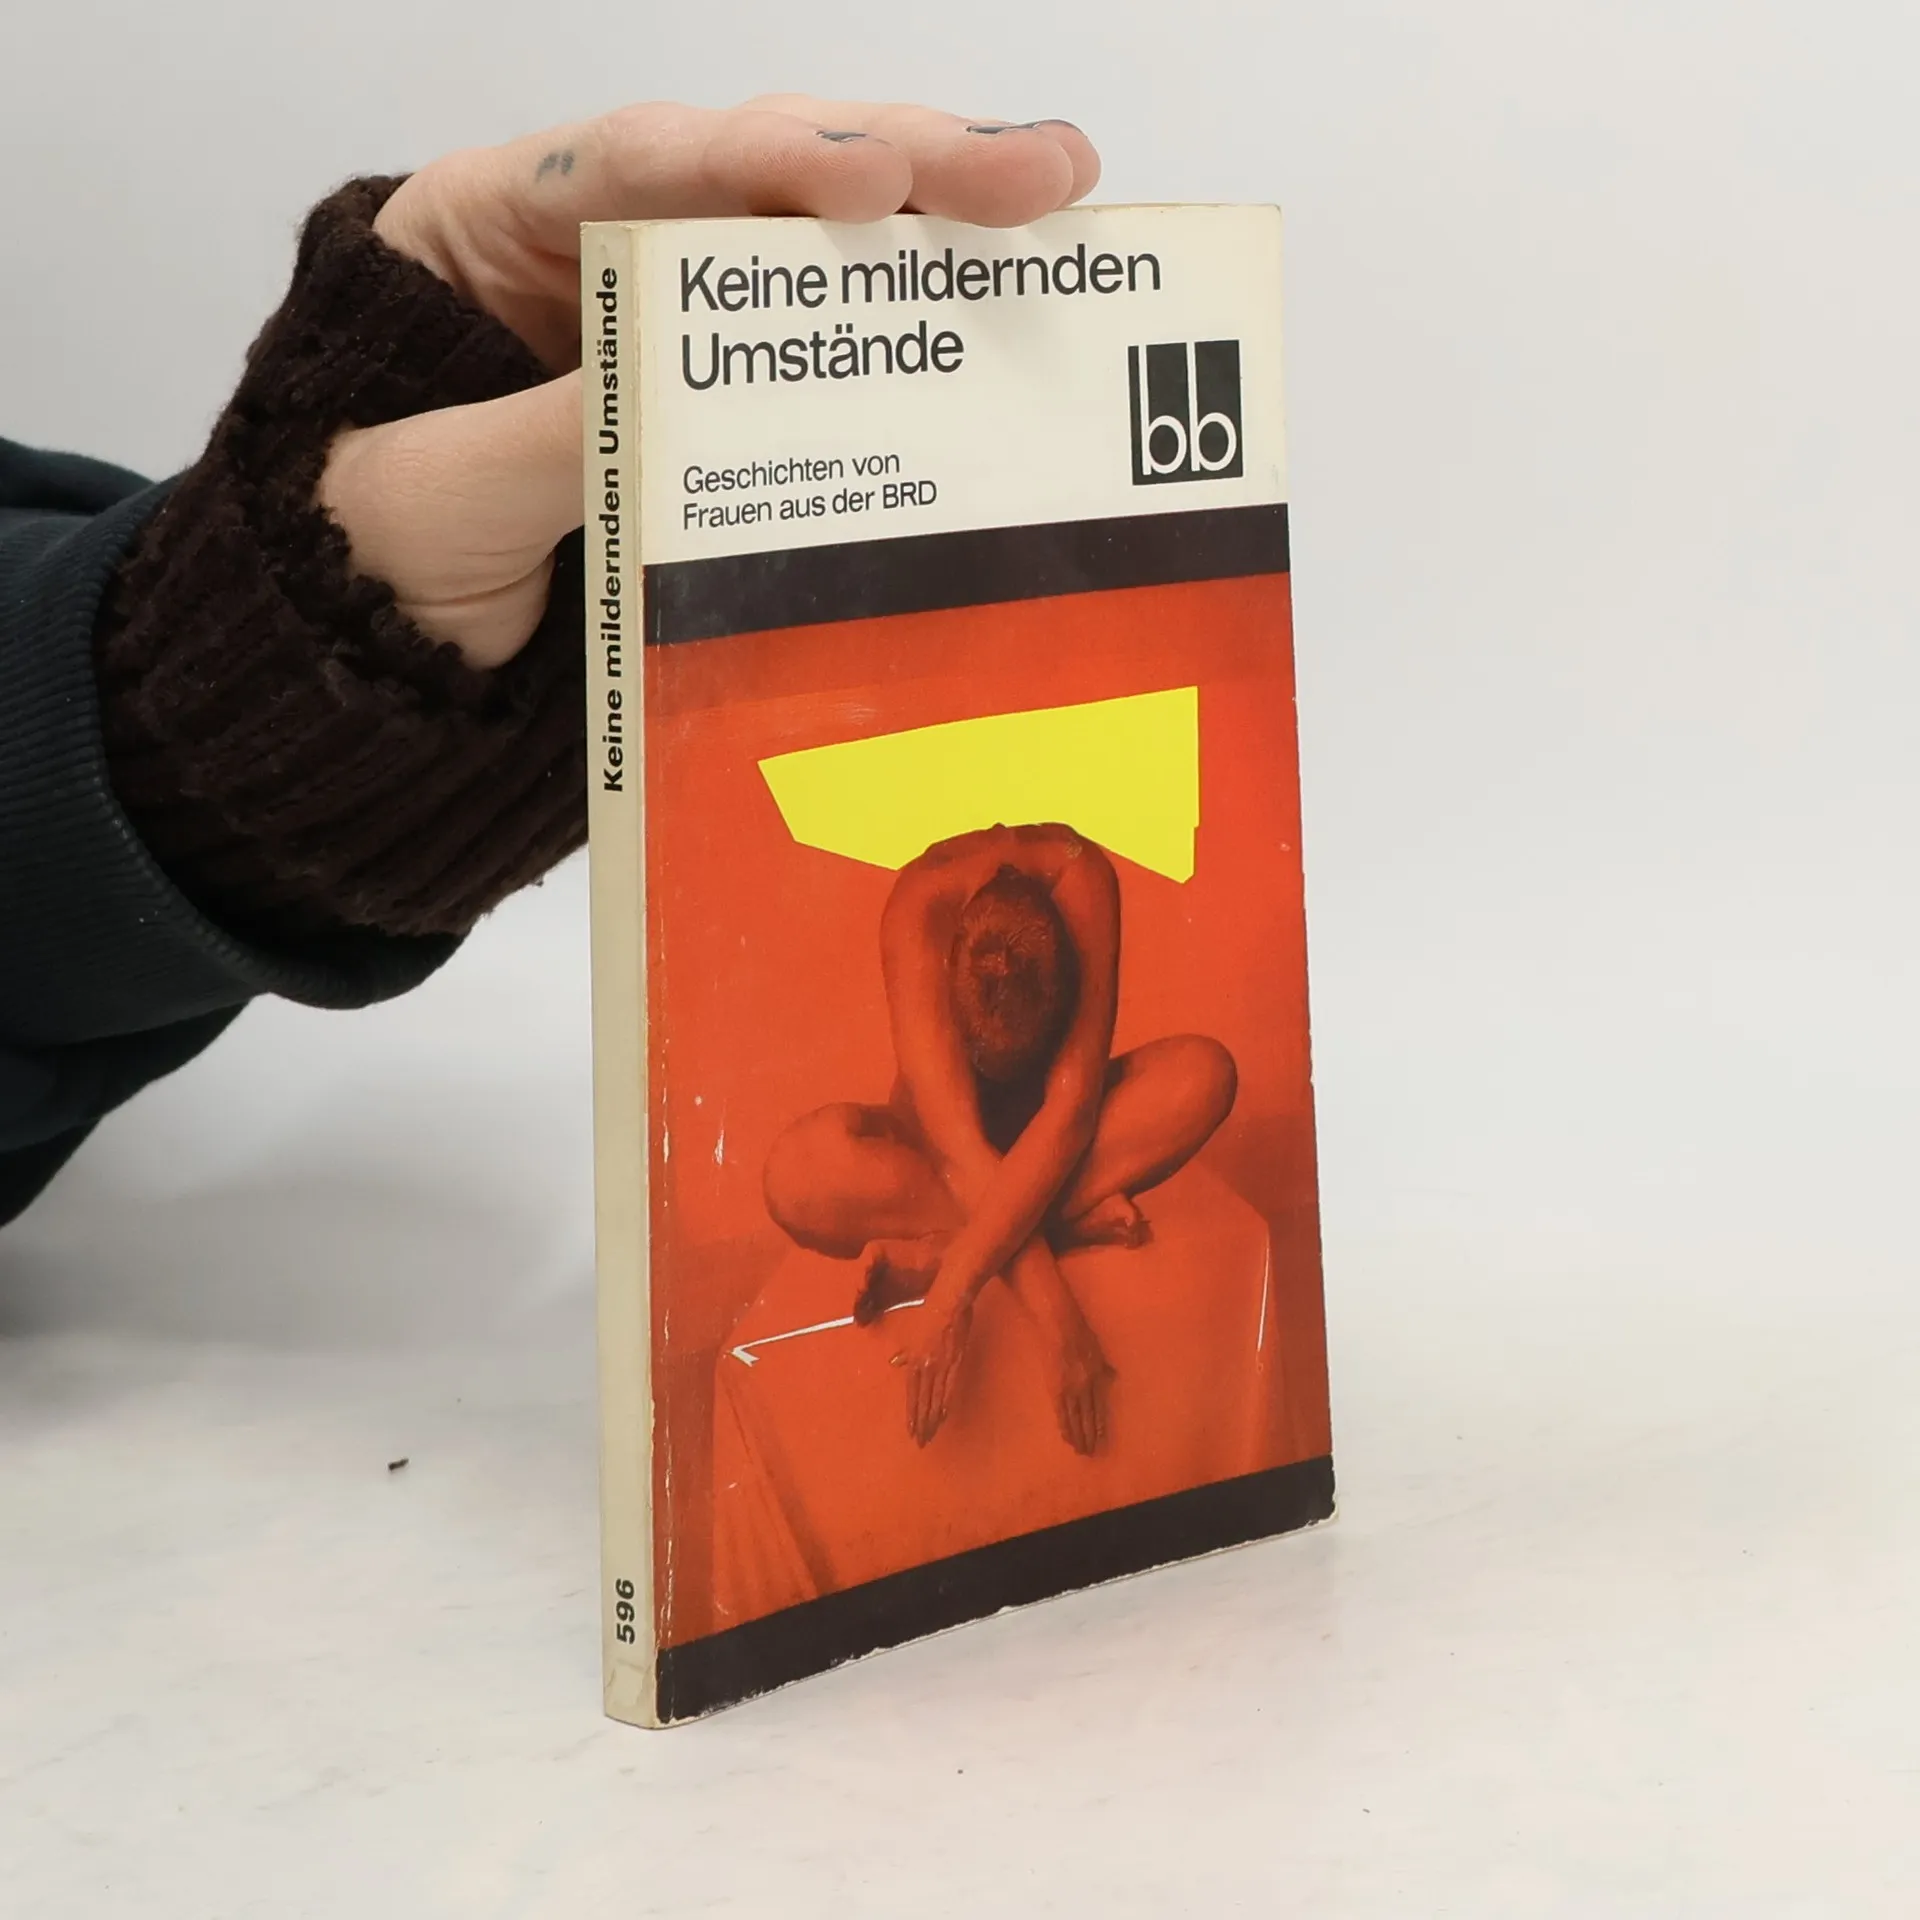 Keine mildernden
Umstände
bb
Geschichten von
Frauen aus der BRD
Keine mildernden Umstände
596